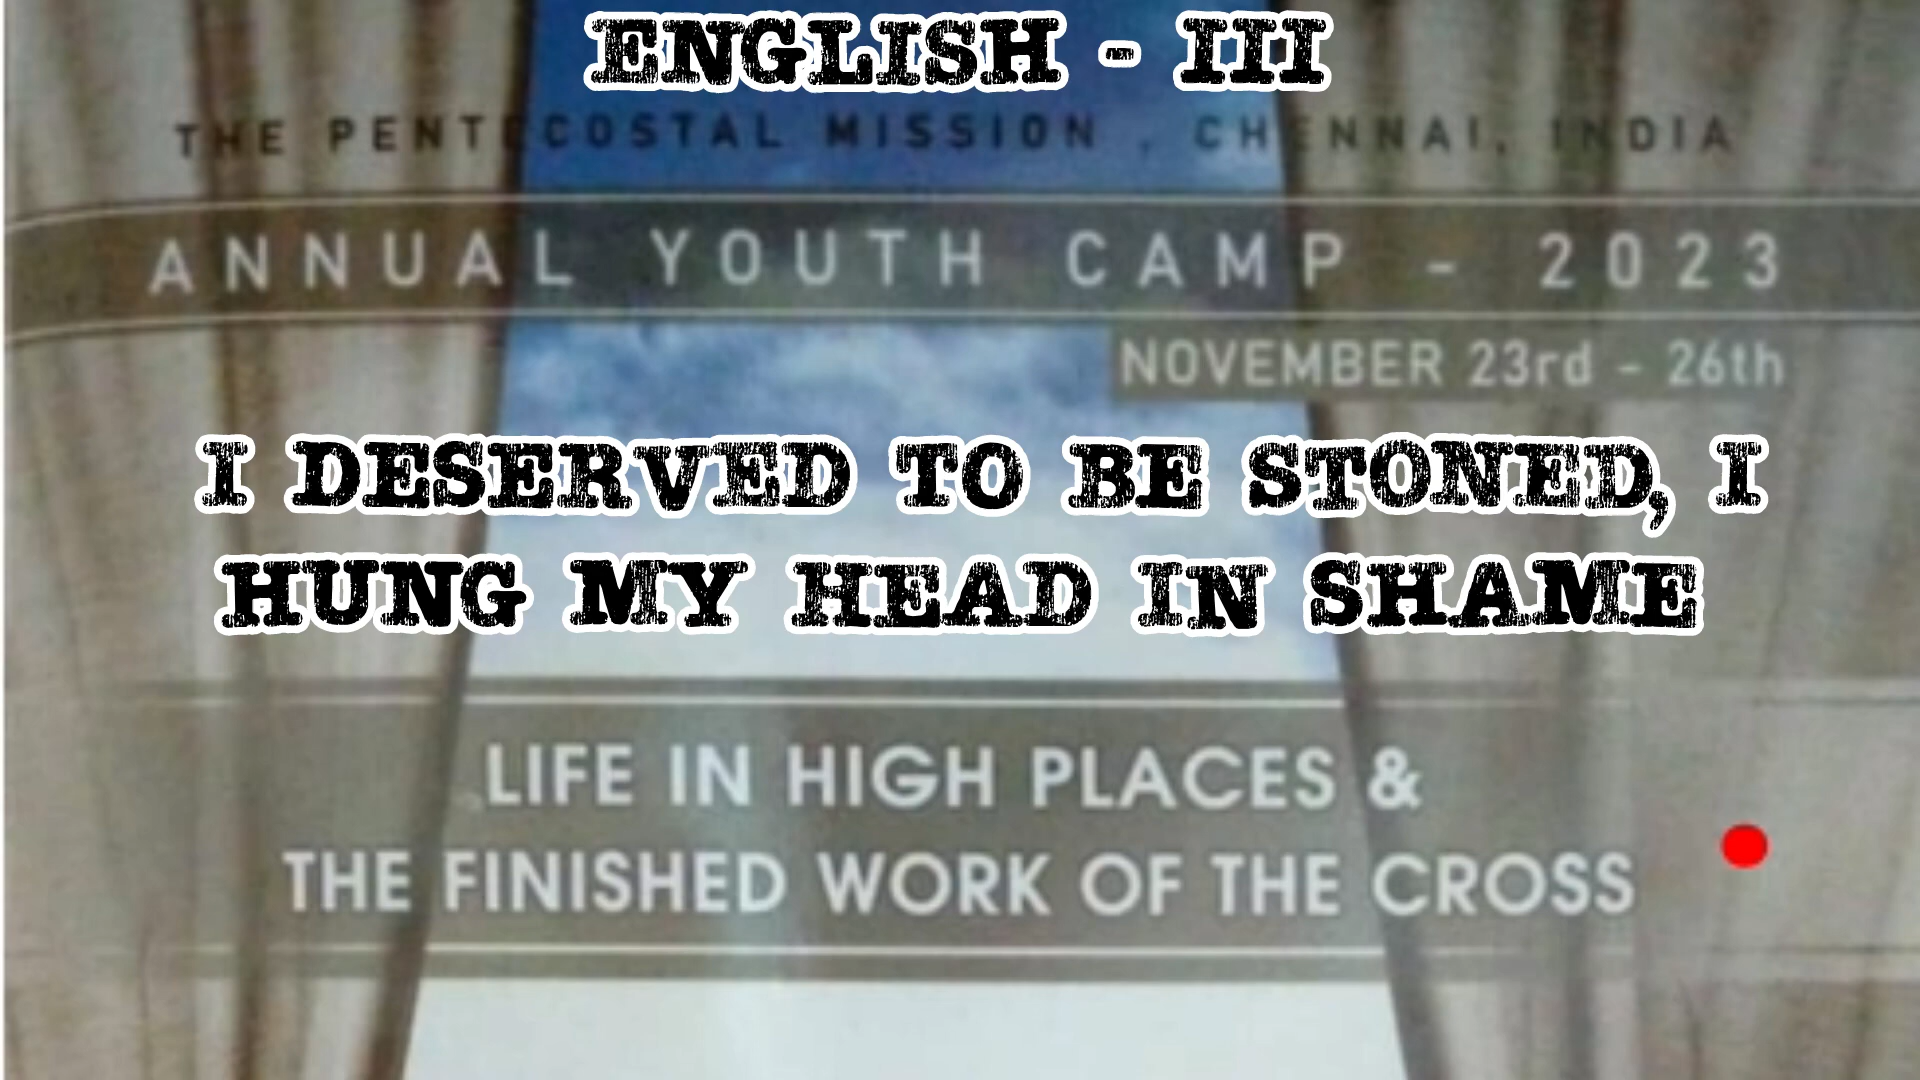 ENGLISH - III
THE PENTECOSTAL MISSION , CHENNAI, INDIA
ANNUAL YOUTH CAMP - 2023
NOVEMBER 23rd - 26th
I DESERVED TO BE STONED, I
HUNG MY HEAD IN SHAME
LIFE IN HIGH PLACES &
THE FINISHED WORK OF THE CROSS